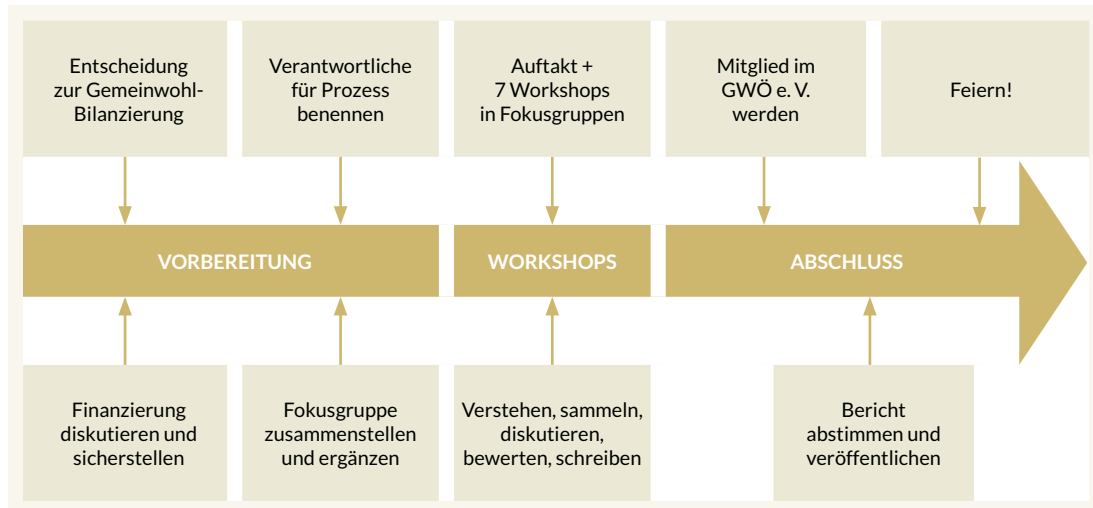 Entscheidung
zur Gemeinwohl-
Bilanzierung
Verantwortliche
für Prozess
benennen
Auftakt +
7 Workshops
in Fokusgruppen
Mitglied im
GWÖ e. V.
werden
Feiern!
VORBEREITUNG
WORKSHOPS
ABSCHLUSS
Finanzierung
diskutieren und
sicherstellen
Fokusgruppe
zusammenstellen
und ergänzen
Verstehen, sammeln,
diskutieren,
bewerten, schreiben
Bericht
abstimmen und
veröffentlichen